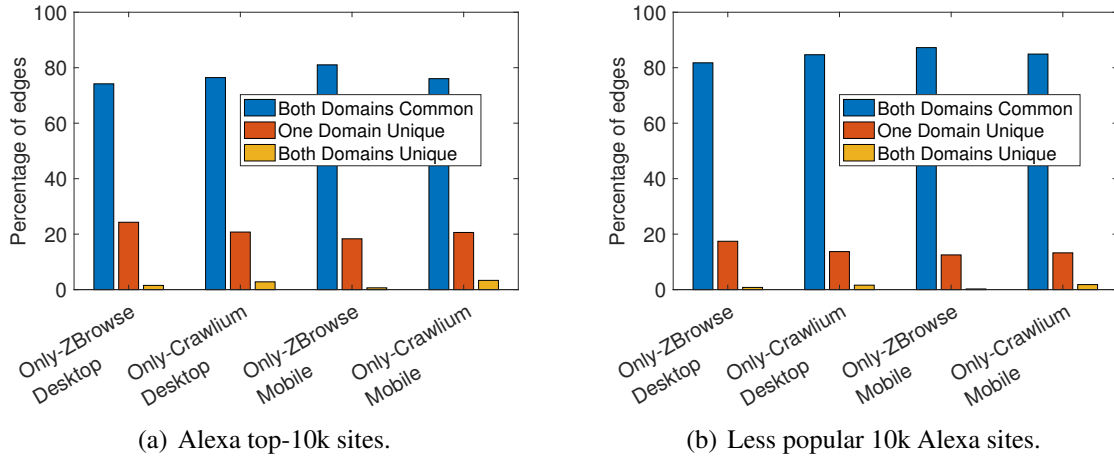 100
80
60
40
20
0
Percentage of edges
Both Domains Common
One Domain Unique
Both Domains Unique
Only-ZBrowse
Desktop
Only-Crawlium
Desktop
Only-ZBrowse
Mobile
Only-Crawlium
Mobile
(a) Alexa top-10k sites.
100
80
60
40
20
0
Percentage of edges
Both Domains Common
One Domain Unique
Both Domains Unique
Only-ZBrowse
Desktop
Only-Crawlium
Desktop
Only-ZBrowse
Mobile
Only-Crawlium
Mobile
(b) Less popular 10k Alexa sites.